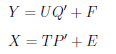 Y = UQ′ + F
X = TP′ + E